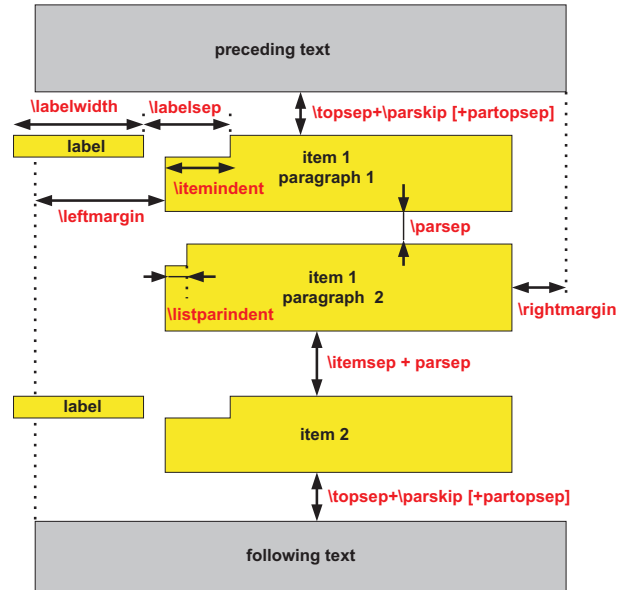 preceding text
\labelwidth
\labelsep
\topsep+\parskip [+partopsep]
label
item 1
paragraph 1
\itemindent
\leftmargin
\parsep
item 1
paragraph 2
\listparindent
\rightmargin
\itemsep + parsep
label
item 2
\topsep+\parskip [+partopsep]
following text